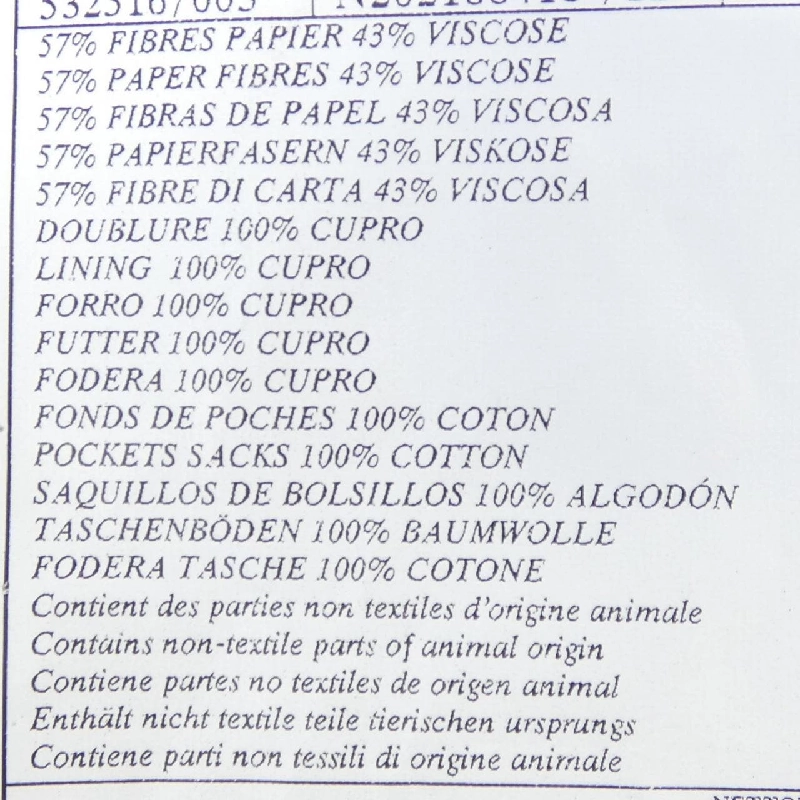 57% FIBRES PAPIER 43% VISCOSE
57% PAPER FIBRES 43% VISCOSE
57% FIBRAS DE PAPEL 43% VISCOSA
57% PAPIERFASERN 43% VISKOSE
57% FIBRE DI CARTA 43% VISCOSA
DOUBLURE 100% CUPRO
LINING 100% CUPRO
FORRO 100% CUPRO
FUTTER 100% CUPRO
FODERA 100% CUPRO
FONDS DE POCHES 100% COTON
POCKETS SACKS 100% COTTON
SAQUILLOS DE BOLSILLOS 100% ALGODÓN
TASCHENBÖDEN 100% BAUMWOLLE
FODERA TASCHE 100% COTONE
Contient des parties non textiles d'origine animale
Contains non-textile parts of animal origin
Contiene partes no textiles de origen animal
Enthält nicht textile teile tierischen ursprungs
Contiene parti non tessili di origine animale